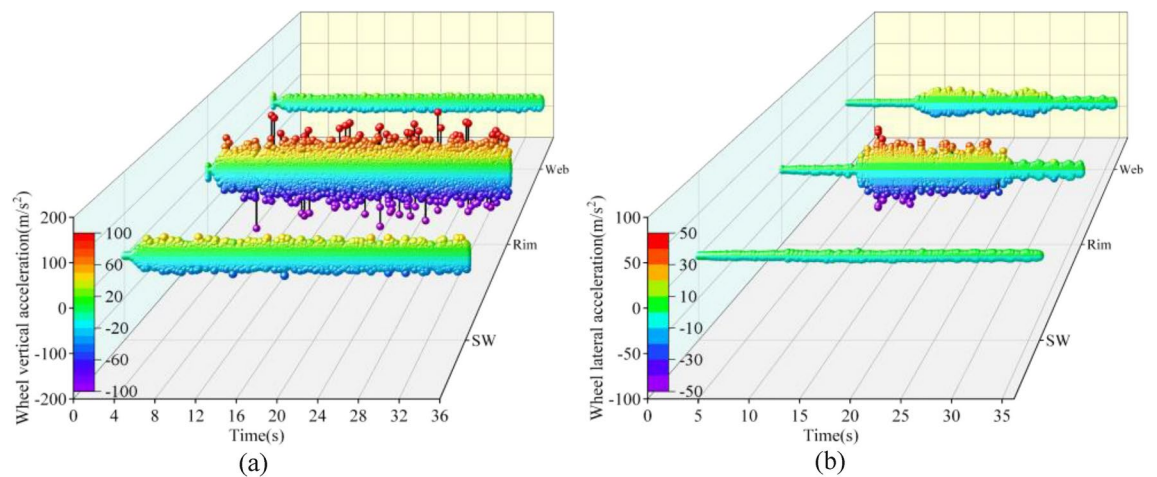 Wheel vertical acceleration(m/s²)
200
100
0
-100
-200
100
60
20
-20
-60
-100
0 4 8 12 16 20 24 28 32 36
Time(s)
Web
Rim
SW
(a)
Wheel lateral acceleration(m/s²)
100
50
0
-50
-100
50
30
10
-10
-30
-50
0 5 10 15 20 25 30 35
Time(s)
Web
Rim
SW
(b)